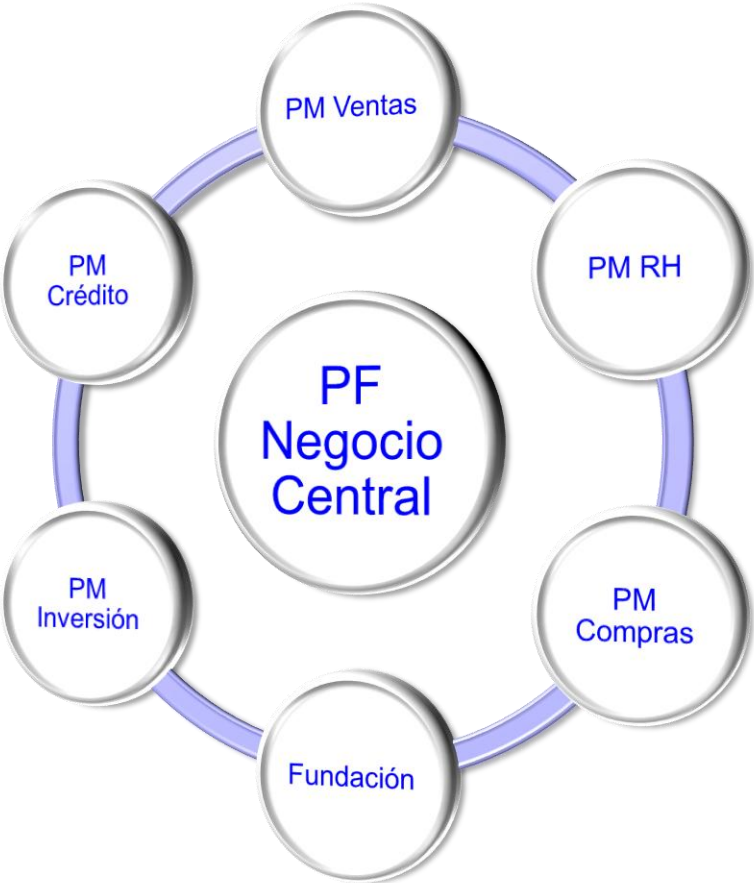 PM Ventas
PM RH
PM
Compras
Fundación
PM
Inversión
PM
Crédito
PF
Negocio
Central